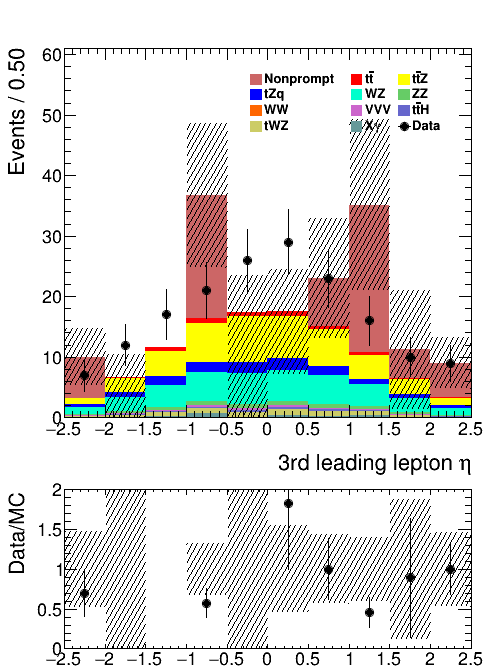 Events / 0.50
60
50
40
30
20
10
0
Nonprompt tt̄ tt̄Z
tZq WZ ZZ
WW VVV tt̄H
tWZ Xγ Data
−2.5 −2 −1.5 −1 −0.5 0 0.5 1 1.5 2 2.5
3rd leading lepton η
Data/MC
2
1.5
1
0.5
0
−2.5 −2 −1.5 −1 −0.5 0 0.5 1 1.5 2 2.5